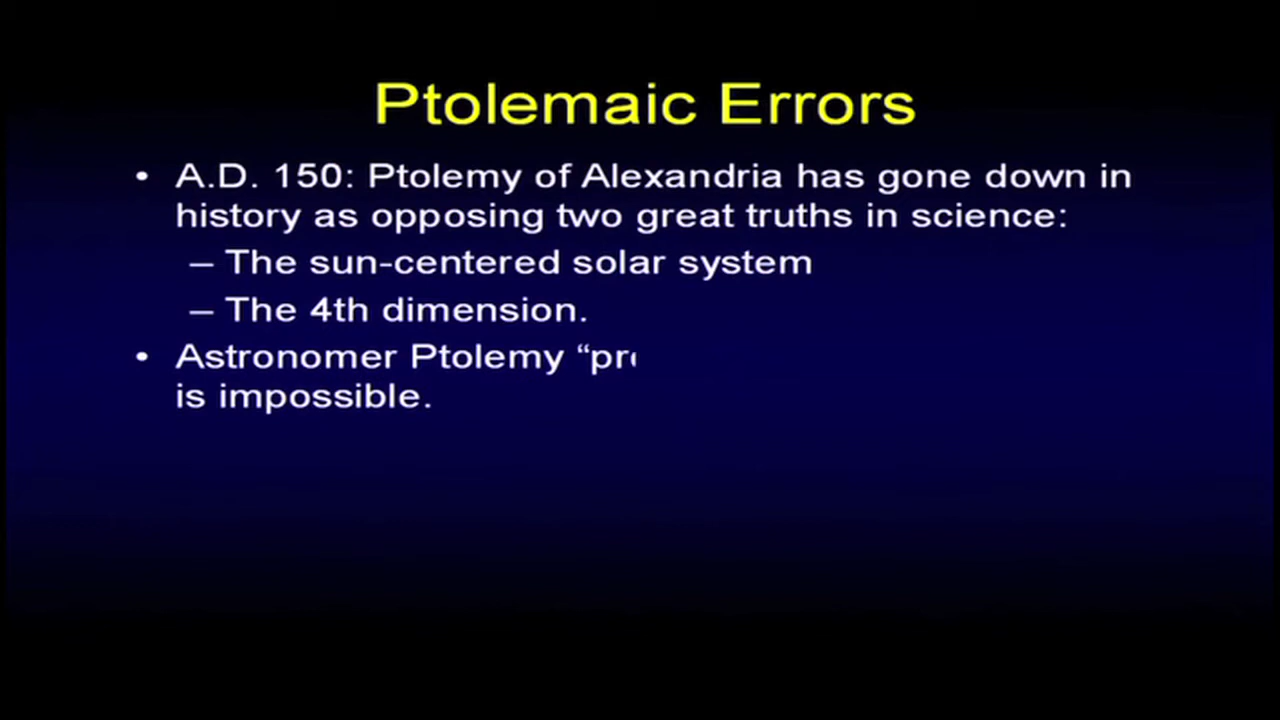 Ptolemaic Errors
• A.D. 150: Ptolemy of Alexandria has gone down in
history as opposing two great truths in science:
– The sun-centered solar system
– The 4th dimension.
• Astronomer Ptolemy “pr
is impossible.